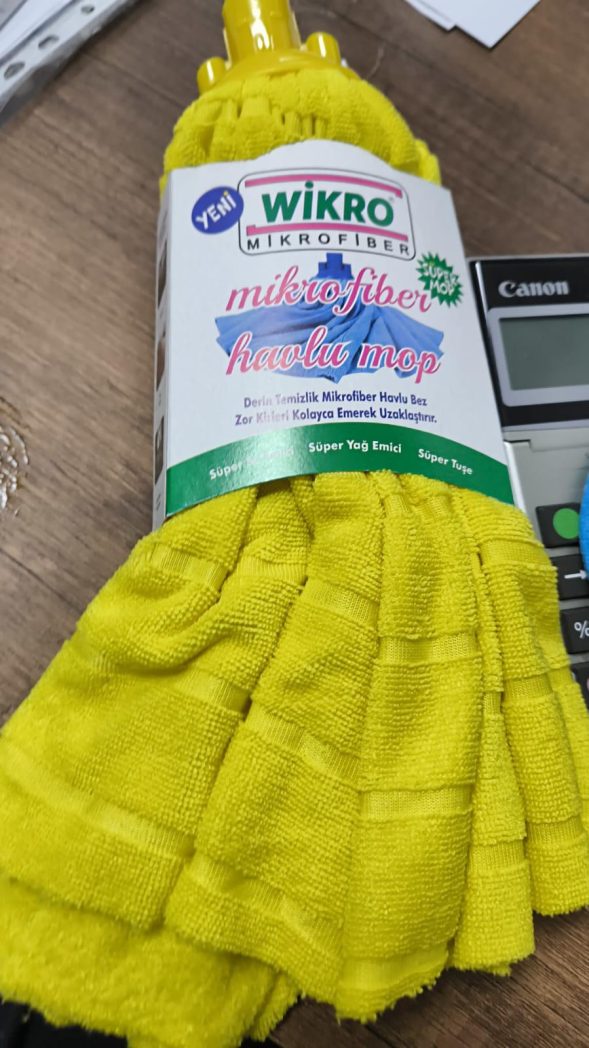 YENİ
WİKRO
MİKROFİBER
SÜPER
MOP
mikrofiber
havlu mop
Derin Temizlik Mikrofiber Havlu Bez
Zor Kirleri Kolayca Emerek Uzaklaştırır.
Süper
Süper Yağ Emici
Süper Tuşe
Canon
%